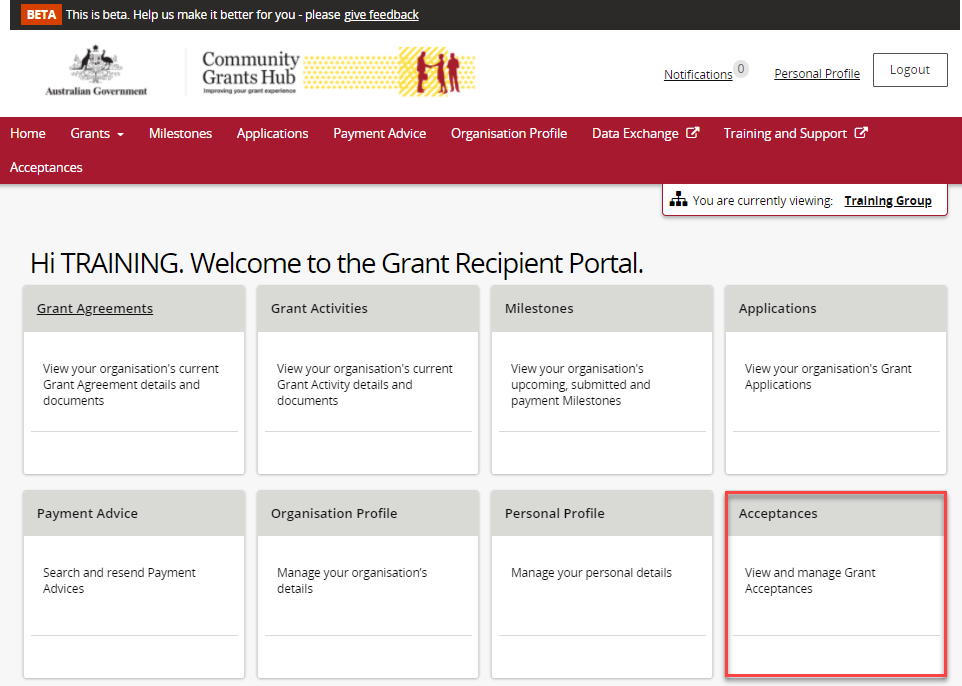 BETA This is beta. Help us make it better for you - please give feedback
Australian Government
Community
Grants Hub
Improving your grant experience
Notifications 0
Personal Profile
Logout
Home Grants Milestones Applications Payment Advice Organisation Profile Data Exchange Training and Support
Acceptances
You are currently viewing: Training Group
Hi TRAINING. Welcome to the Grant Recipient Portal.
Grant Agreements
View your organisation's current
Grant Agreement details and
documents
Grant Activities
View your organisation's current
Grant Activity details and
documents
Milestones
View your organisation's
upcoming, submitted and
payment Milestones
Applications
View your organisation's Grant
Applications
Payment Advice
Search and resend Payment
Advices
Organisation Profile
Manage your organisation's
details
Personal Profile
Manage your personal details
Acceptances
View and manage Grant
Acceptances